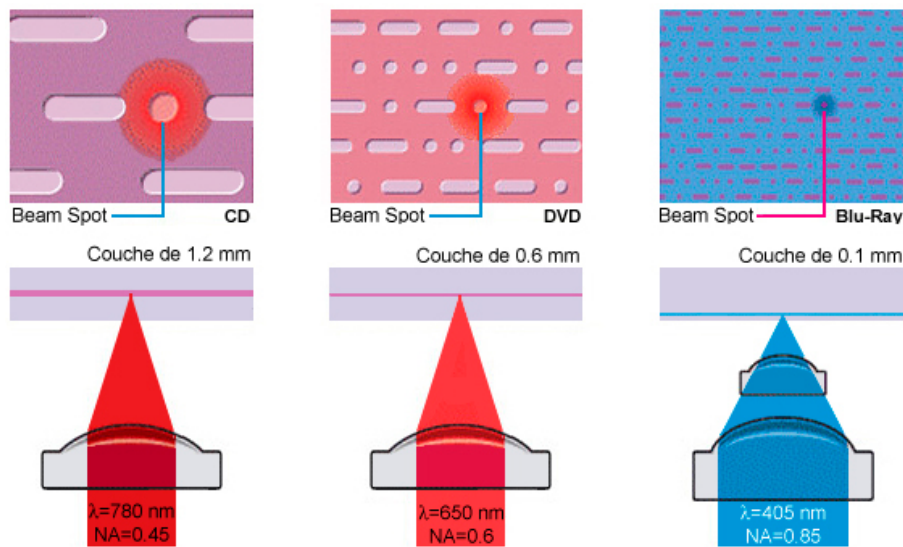 Beam Spot CD
Beam Spot DVD
Beam Spot Blu-Ray
Couche de 1.2 mm
Couche de 0.6 mm
Couche de 0.1 mm
λ=780 nm
NA=0.45
λ=650 nm
NA=0.6
λ=405 nm
NA=0.85